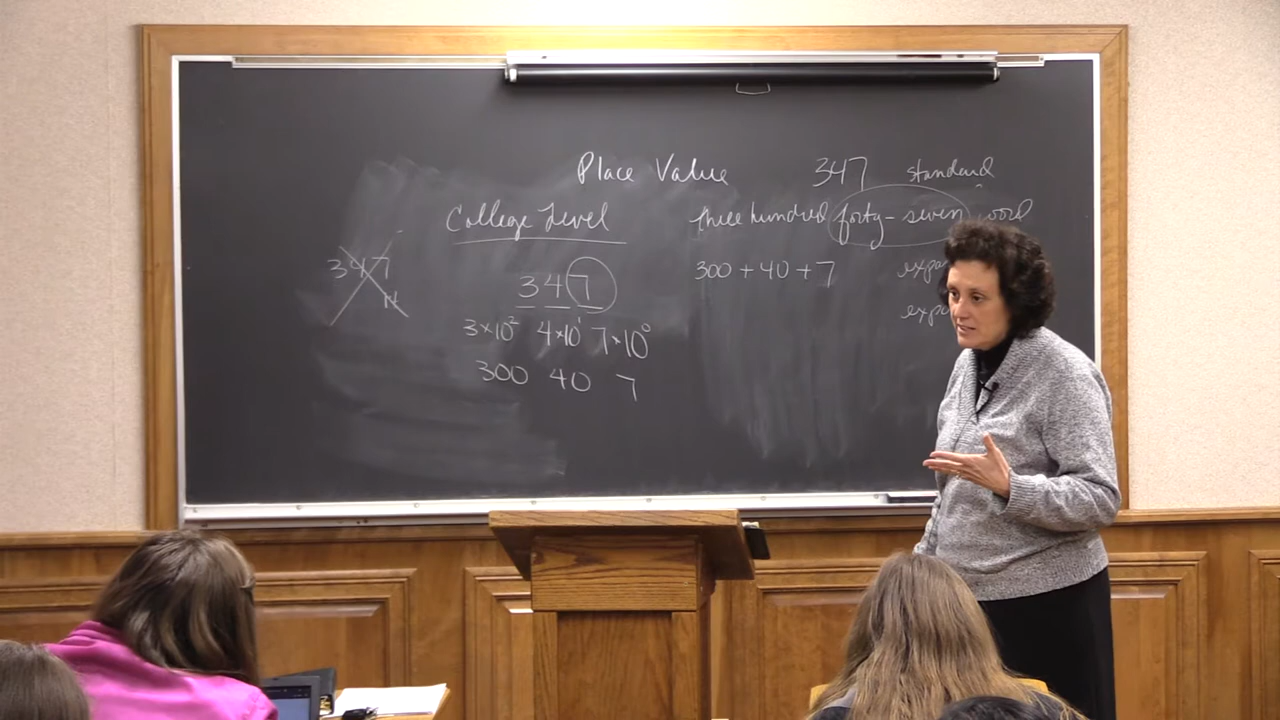 Place Value 347 standard
College Level three hundred forty-seven word
347 300 + 40 + 7
347
3×10² 4×10¹ 7×10⁰
300 40 7